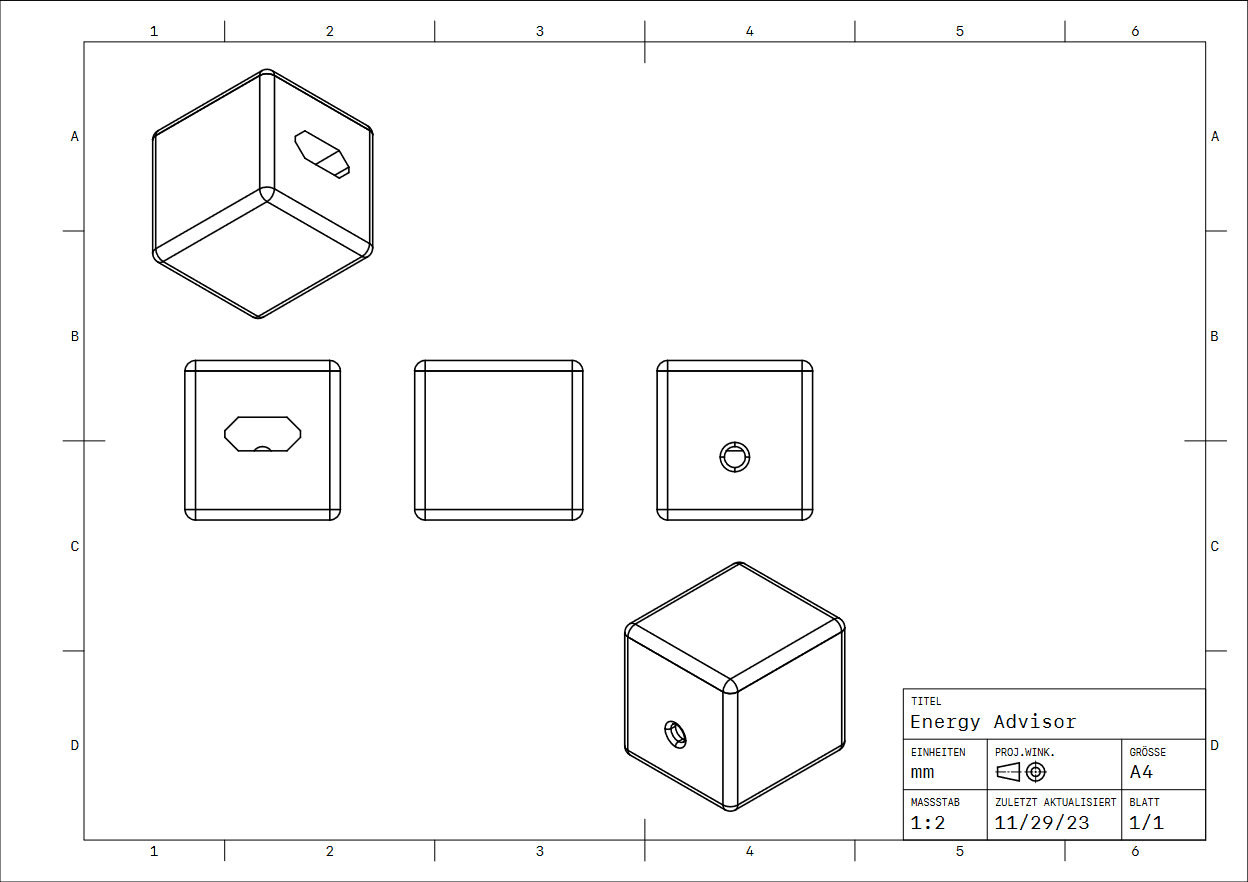 1 2 3 4 5 6
A A
B B
C C
D D
TITEL
Energy Advisor
EINHEITEN PROJ.WINK. GRÖSSE
mm A4
MASSSTAB ZULETZT AKTUALISIERT BLATT
1:2 11/29/23 1/1
1 2 3 4 5 6